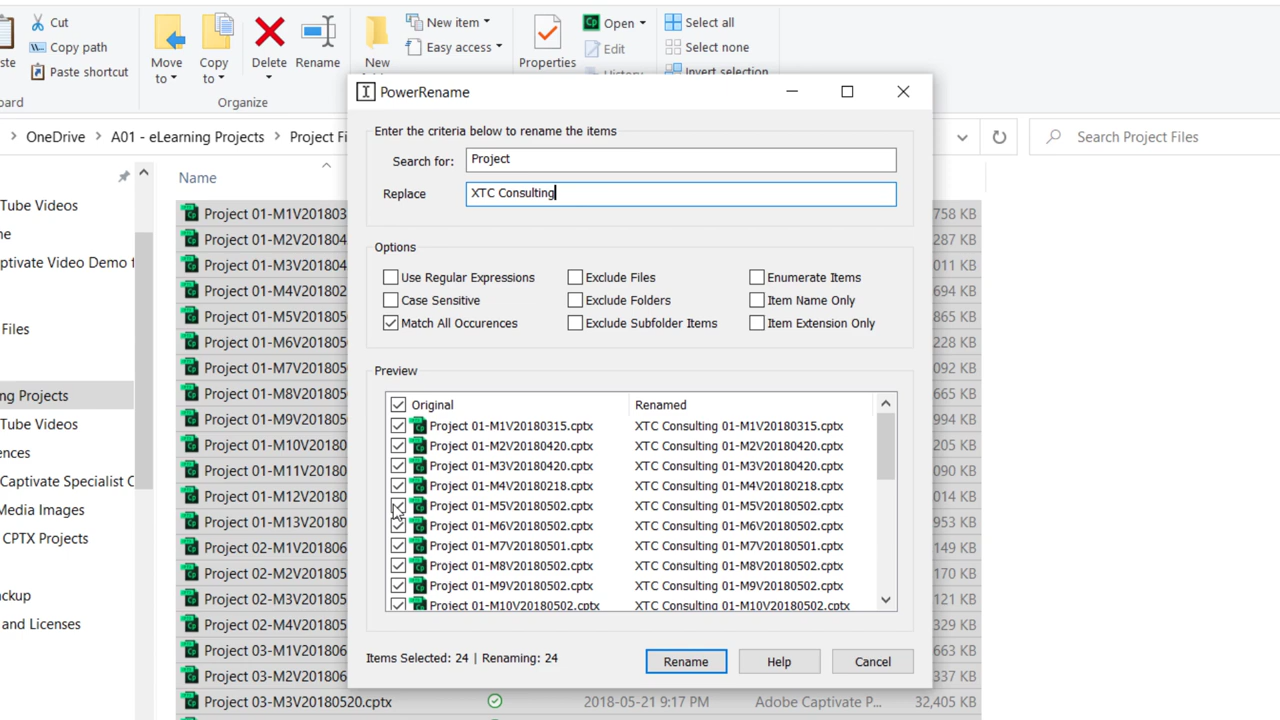 Cut
Copy path
ste
Paste shortcut
Move to
Copy to
Delete
Rename
New
New item
Easy access
Properties
Open
Edit
History
Select all
Select none
Invert selection
oard
Organize
OneDrive
A01 - eLearning Projects
Project Fi
Search Project Files
Name
Tube Videos
me
aptivate Video Demo f
Files
ng Projects
Tube Videos
ences
Captivate Specialist C
Media Images
CPTX Projects
ackup
and Licenses
Project 01-M1V201803
Project 01-M2V201804
Project 01-M3V201804
Project 01-M4V201802
Project 01-M5V201805
Project 01-M6V201805
Project 01-M7V201805
Project 01-M8V201805
Project 01-M9V201805
Project 01-M10V20180
Project 01-M11V20180
Project 01-M12V20180
Project 01-M13V20180
Project 02-M1V201806
Project 02-M2V201805
Project 02-M3V201805
Project 02-M4V201805
Project 03-M1V201806
Project 03-M2V201806
Project 03-M3V20180520.cptx 2018-05-21 9:17 PM Adobe Captivate P... 32,405 KB
758 KB
287 KB
011 KB
694 KB
316 KB
228 KB
092 KB
268 KB
994 KB
205 KB
090 KB
014 KB
953 KB
149 KB
170 KB
121 KB
329 KB
663 KB
337 KB
PowerRename
Enter the criteria below to rename the items
Search for: Project
Replace XTC Consulting
Options
Use Regular Expressions Exclude Files Enumerate Items
Case Sensitive Exclude Folders Item Name Only
Match All Occurences Exclude Subfolder Items Item Extension Only
Preview
Original Renamed
Project 01-M1V20180315.cptx XTC Consulting 01-M1V20180315.cptx
Project 01-M2V20180420.cptx XTC Consulting 01-M2V20180420.cptx
Project 01-M3V20180420.cptx XTC Consulting 01-M3V20180420.cptx
Project 01-M4V20180218.cptx XTC Consulting 01-M4V20180218.cptx
Project 01-M5V20180502.cptx XTC Consulting 01-M5V20180502.cptx
Project 01-M6V20180502.cptx XTC Consulting 01-M6V20180502.cptx
Project 01-M7V20180501.cptx XTC Consulting 01-M7V20180501.cptx
Project 01-M8V20180502.cptx XTC Consulting 01-M8V20180502.cptx
Project 01-M9V20180502.cptx XTC Consulting 01-M9V20180502.cptx
Project 01-M10V20180502.cptx XTC Consulting 01-M10V20180502.cptx
Items Selected: 24 | Renaming: 24
Rename Help Cancel